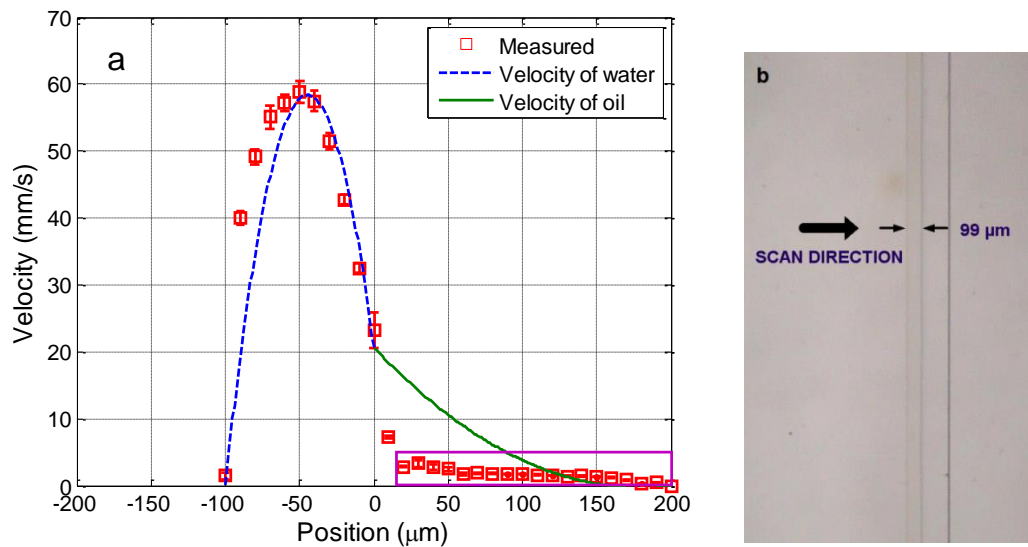 a
Measured
Velocity of water
Velocity of oil
70
60
50
40
30
20
10
0
Velocity (mm/s)
-200
-150
-100
-50
0
50
100
150
200
Position (μm)
b
99 μm
SCAN DIRECTION